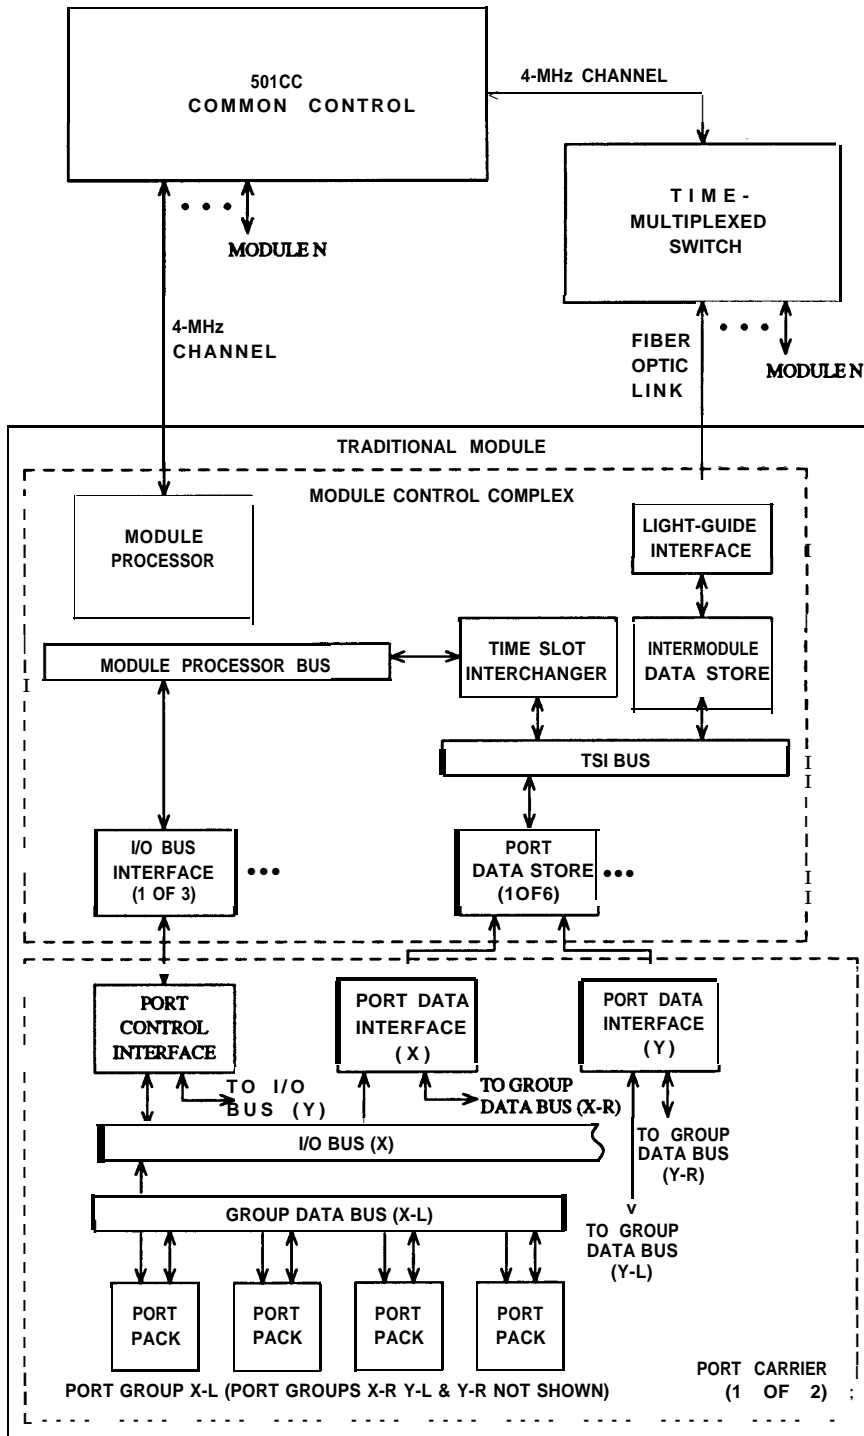 501CC
COMMON CONTROL
4-MHz CHANNEL
TIME-
MULTIPLEXED
SWITCH
MODULE N
4-MHz
CHANNEL
FIBER
OPTIC
LINK
MODULE N
TRADITIONAL MODULE
MODULE CONTROL COMPLEX
MODULE
PROCESSOR
LIGHT-GUIDE
INTERFACE
MODULE PROCESSOR BUS
TIME SLOT
INTERCHANGER
INTERMODULE
DATA STORE
TSI BUS
I/O BUS
INTERFACE
(1 OF 3)
PORT
DATA STORE
(1OF6)
PORT
CONTROL
INTERFACE
PORT DATA
INTERFACE
(X)
PORT DATA
INTERFACE
(Y)
TO I/O
BUS (Y)
TO GROUP
DATA BUS (X-R)
I/O BUS (X)
TO GROUP
DATA BUS
(Y-R)
GROUP DATA BUS (X-L)
TO GROUP
DATA BUS
(Y-L)
PORT
PACK
PORT
PACK
PORT
PACK
PORT
PACK
PORT GROUP X-L (PORT GROUPS X-R Y-L & Y-R NOT SHOWN)
PORT CARRIER
(1 OF 2)